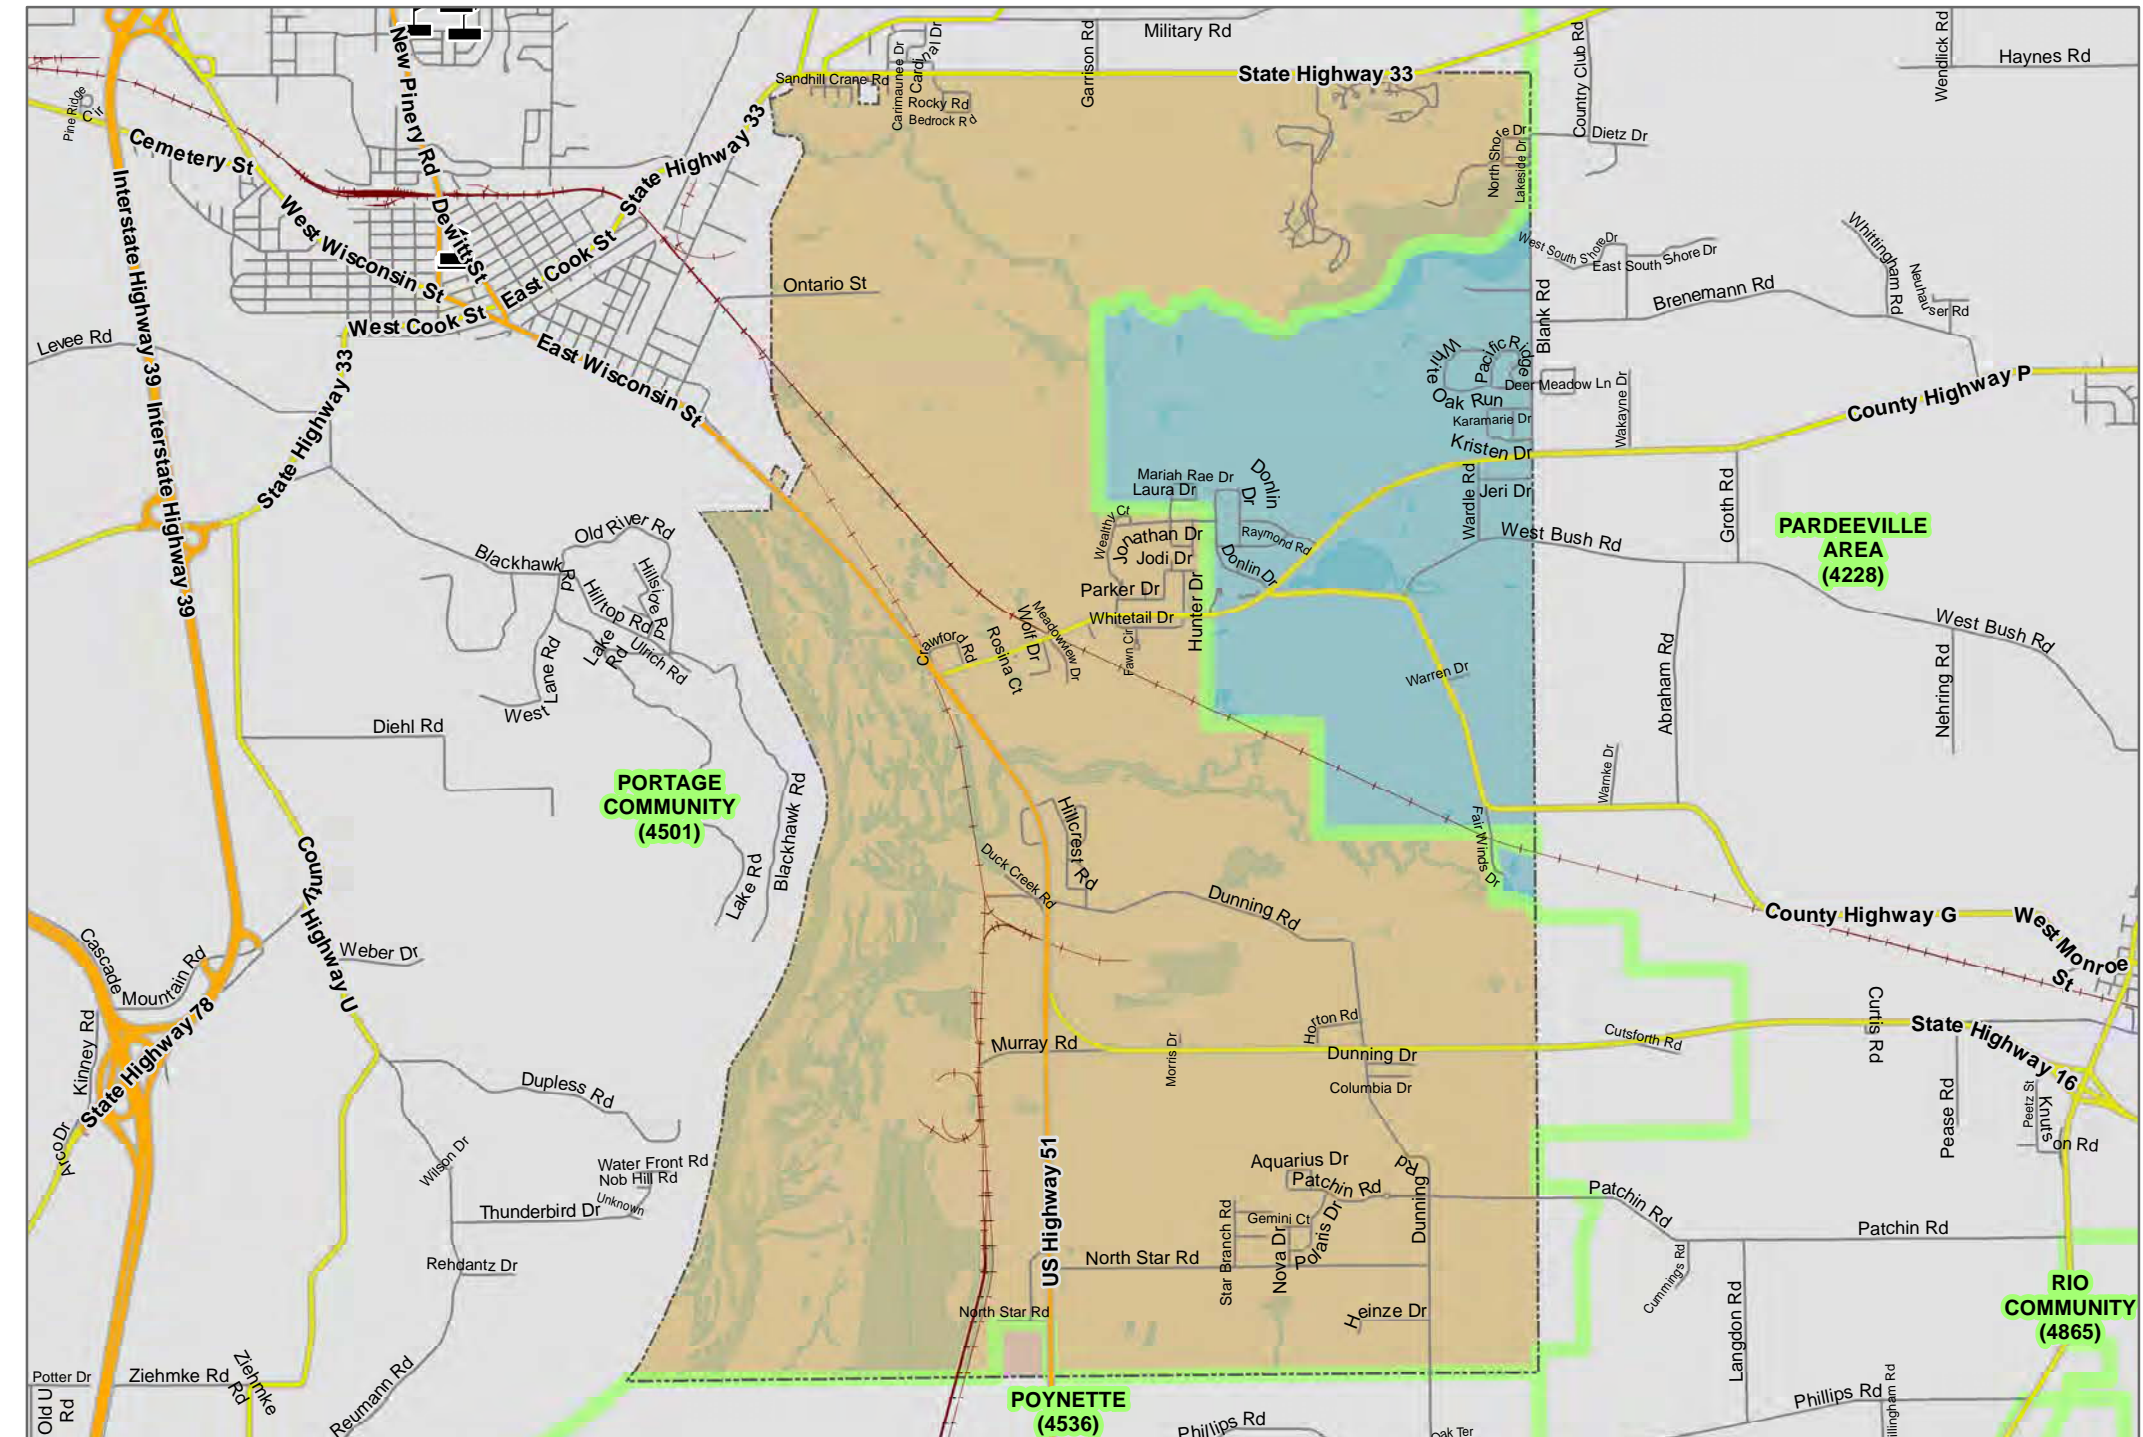 Military Rd
Garrison Rd
Cardinal Dr
Carimaunee Dr
Sandhill Crane Rd
Rocky Rd
Bedrock Rd
State Highway 33
Country Club Rd
Wendlick Rd
Haynes Rd
Dietz Dr
North Shore Dr
Lakeside Dr
New Pinery Rd
Pine Ridge Cir
Cemetery St
State Highway 33
Interstate Highway 39
West Wisconsin St
Dewitt St
East Cook St
West Cook St
East Wisconsin St
Levee Rd
Ontario St
West South Shore Dr
East South Shore Dr
Whittingham Rd
Neuhauser Rd
Brenemann Rd
Blank Rd
White Oak Run
Pacific Ridge
Deer Meadow Ln
Wakayne Dr
Karamarie Dr
Kristen Dr
County Highway P
State Highway 33
Interstate Highway 39
Mariah Rae Dr
Laura Dr
Donlin Dr
Wardle Rd
Jeri Dr
Groth Rd
West Bush Rd
PARDEEVILLE
AREA
(4228)
Wealthy Ct
Jonathan Dr
Jodi Dr
Raymond Rd
Donlin Dr
Parker Dr
Whitetail Dr
Hunter Dr
Fawn Cir
Old River Rd
Blackhawk Rd
Hillside Rd
Hilltop Rd
Lake Rd
Ulrich Rd
West Lane Rd
Crawford Rd
Rosina Ct
Wolf Dr
Meadowview Dr
Warren Dr
Abraham Rd
West Bush Rd
Nehring Rd
Diehl Rd
Warnke Dr
PORTAGE
COMMUNITY
(4501)
Blackhawk Rd
Lake Rd
Hillcrest Rd
Duck Creek Rd
Dunning Rd
Fair Winds Dr
County Highway G
West Monroe St
County Highway U
Weber Dr
Cascade Mountain Rd
State Highway 78
Kinney Rd
Arco Dr
Murray Rd
Morris Dr
Horton Rd
Dunning Dr
Columbia Dr
Cutsforth Rd
Curtis Rd
State Highway 16
Pease Rd
Peetz St
Knutson Rd
Dupless Rd
Wilson Dr
Water Front Rd
Nob Hill Rd
Unknown
Thunderbird Dr
Rehdantz Dr
US Highway 51
Aquarius Dr
Patchin Rd
Dunning Rd
Gemini Ct
Star Branch Rd
Nova Dr
Polaris Dr
North Star Rd
North Star Rd
Heinze Dr
Patchin Rd
Patchin Rd
Cummings Rd
Langdon Rd
RIO
COMMUNITY
(4865)
Potter Dr
Old U Rd
Ziehmke Rd
Ziehmke Rd
Reumann Rd
POYNETTE
(4536)
Phillips Rd
Oak Ter
Phillips Rd